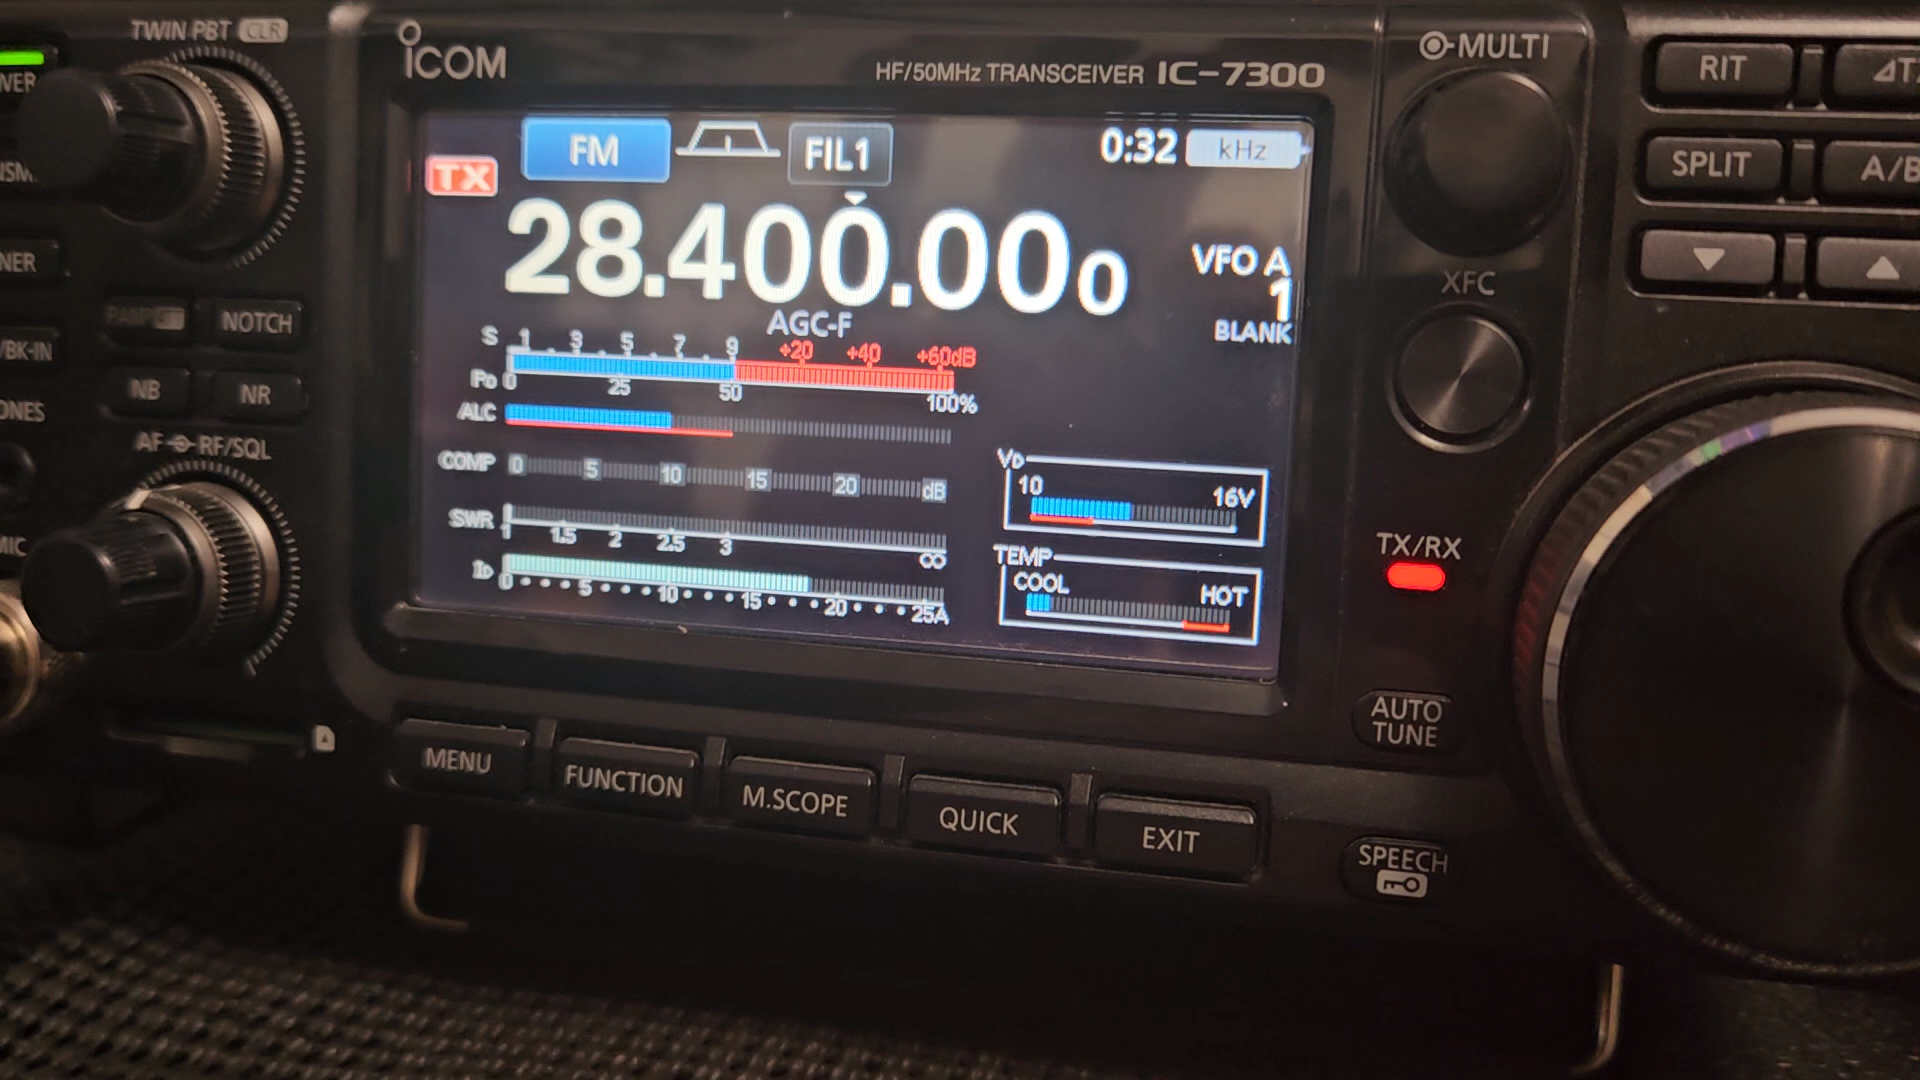 TWIN PBT CLR
ICOM
HF/50MHz TRANSCEIVER IC-7300
MULTI
RIT
SPLIT
A/B
XFC
NOTCH
NB
NR
/BK-IN
AF RF/SQL
FM
FIL1
0:32
kHz
TX
28.400.000
VFO A
1
BLANK
AGC-F
S 1 3 5 7 9 +20 +40 +60dB
Po 0 25 50 100%
ALC
COMP 0 5 10 15 20 dB
SWR 1 1.5 2 2.5 3 ∞
ID 0 5 10 15 20 25A
VD
10 16V
TEMP
COOL HOT
TX/RX
AUTO
TUNE
SPEECH
MENU
FUNCTION
M.SCOPE
QUICK
EXIT